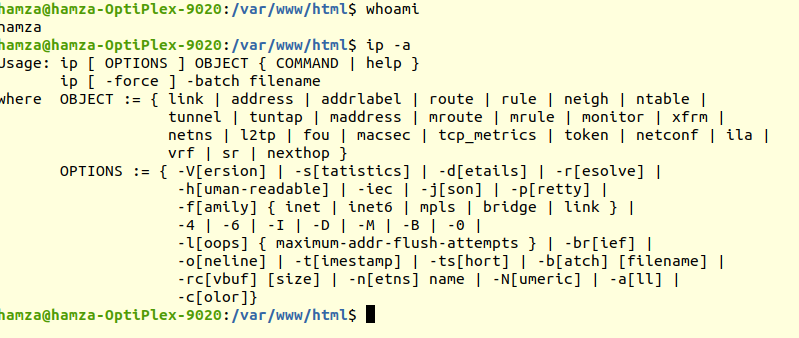 hamza@hamza-OptiPlex-9020:/var/www/html$ whoami
hamza
hamza@hamza-OptiPlex-9020:/var/www/html$ ip -a
Usage: ip [ OPTIONS ] OBJECT { COMMAND | help }
       ip [ -force ] -batch filename
where  OBJECT := { link | address | addrlabel | route | rule | neigh | ntable |
                   tunnel | tuntap | maddress | mroute | mrule | monitor | xfrm |
                   netns | l2tp | fou | macsec | tcp_metrics | token | netconf | ila |
                   vrf | sr | nexthop }
       OPTIONS := { -V[ersion] | -s[tatistics] | -d[etails] | -r[esolve] |
                    -h[uman-readable] | -iec | -j[son] | -p[retty] |
                    -f[amily] { inet | inet6 | mpls | bridge | link } |
                    -4 | -6 | -I | -D | -M | -B | -0 |
                    -l[oops] { maximum-addr-flush-attempts } | -br[ief] |
                    -o[neline] | -t[imestamp] | -ts[hort] | -b[atch] [filename] |
                    -rc[vbuf] [size] | -n[etns] name | -N[umeric] | -a[ll] |
                    -c[olor]}
hamza@hamza-OptiPlex-9020:/var/www/html$